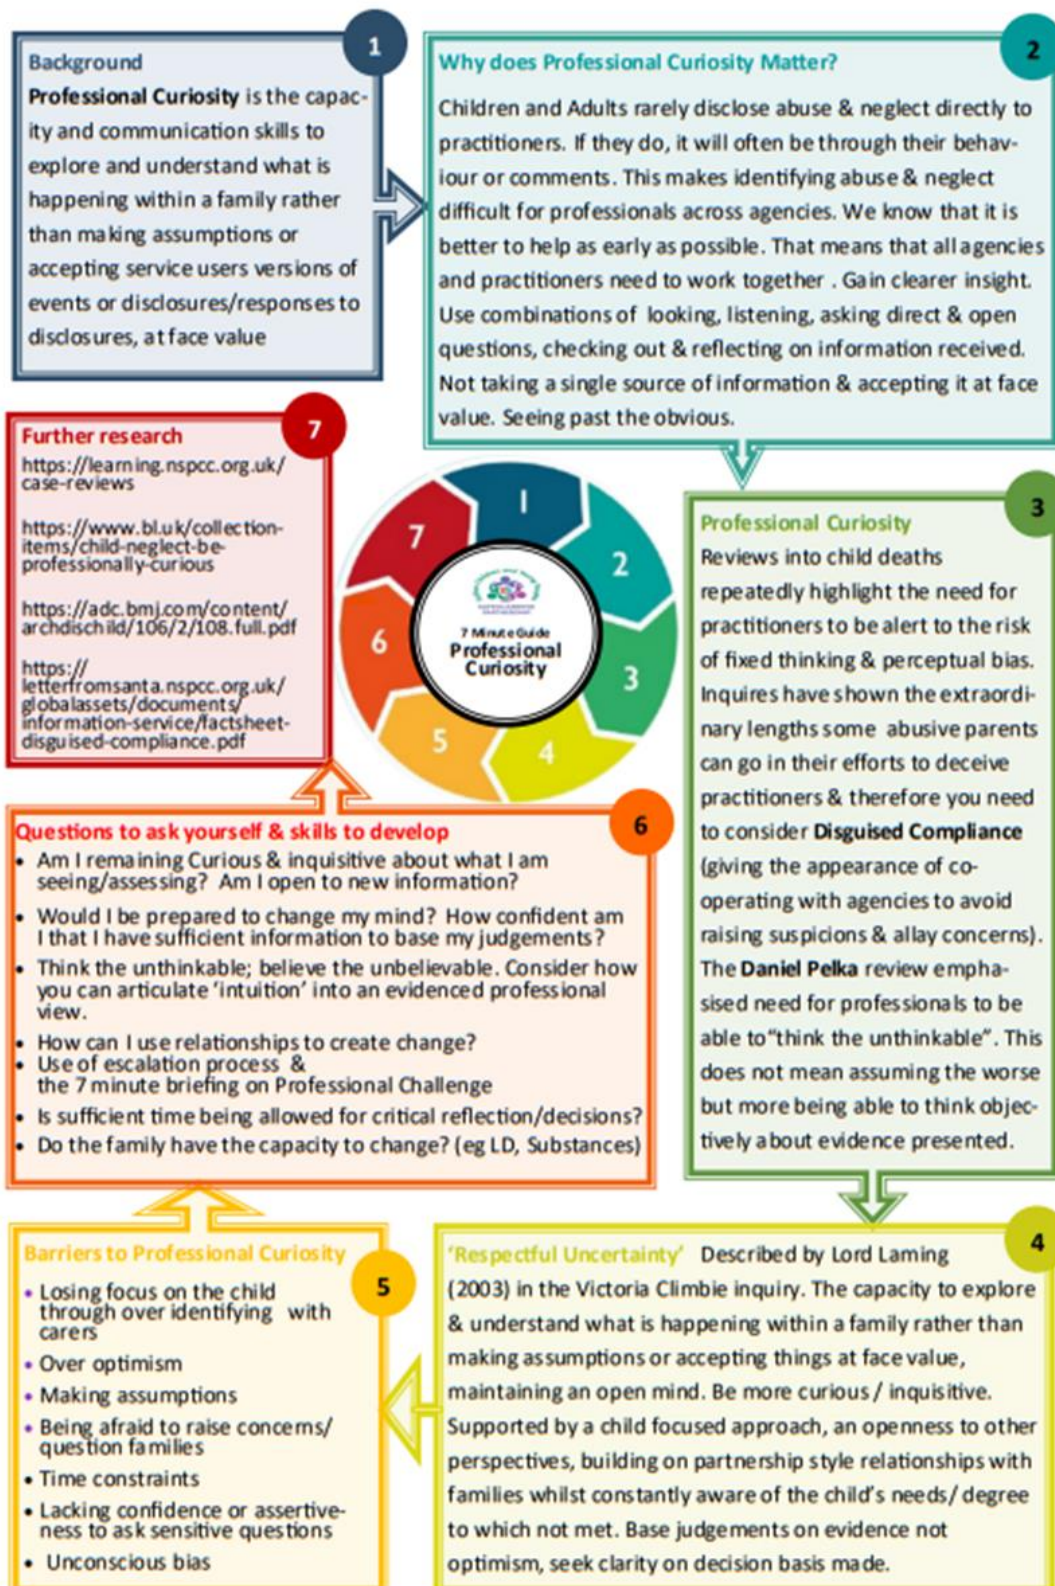 1
Background
Professional Curiosity is the capac-
ity and communication skills to
explore and understand what is
happening within a family rather
than making assumptions or
accepting service users versions of
events or disclosures/responses to
disclosures, at face value
2
Why does Professional Curiosity Matter?
Children and Adults rarely disclose abuse & neglect directly to
practitioners. If they do, it will often be through their behav-
iour or comments. This makes identifying abuse & neglect
difficult for professionals across agencies. We know that it is
better to help as early as possible. That means that all agencies
and practitioners need to work together . Gain clearer insight.
Use combinations of looking, listening, asking direct & open
questions, checking out & reflecting on information received.
Not taking a single source of information & accepting it at face
value. Seeing past the obvious.
3
Professional Curiosity
Reviews into child deaths
repeatedly highlight the need for
practitioners to be alert to the risk
of fixed thinking & perceptual bias.
Inquires have shown the extraordi-
nary lengths some abusive parents
can go in their efforts to deceive
practitioners & therefore you need
to consider Disguised Compliance
(giving the appearance of co-
operating with agencies to avoid
raising suspicions & allay concerns).
The Daniel Pelka review empha-
sised need for professionals to be
able to "think the unthinkable". This
does not mean assuming the worse
but more being able to think objec-
tively about evidence presented.
4
'Respectful Uncertainty' Described by Lord Laming
(2003) in the Victoria Climbie inquiry. The capacity to explore
& understand what is happening within a family rather than
making assumptions or accepting things at face value,
maintaining an open mind. Be more curious / inquisitive.
Supported by a child focused approach, an openness to other
perspectives, building on partnership style relationships with
families whilst constantly aware of the child's needs/ degree
to which not met. Base judgements on evidence not
optimism, seek clarity on decision basis made.
5
Barriers to Professional Curiosity
• Losing focus on the child
through over identifying with
carers
• Over optimism
• Making assumptions
• Being afraid to raise concerns/
question families
• Time constraints
• Lacking confidence or assertive-
ness to ask sensitive questions
• Unconscious bias
6
Questions to ask yourself & skills to develop
• Am I remaining Curious & inquisitive about what I am
seeing/assessing? Am I open to new information?
• Would I be prepared to change my mind? How confident am
I that I have sufficient information to base my judgements?
• Think the unthinkable; believe the unbelievable. Consider how
you can articulate 'intuition' into an evidenced professional
view.
• How can I use relationships to create change?
• Use of escalation process &
the 7 minute briefing on Professional Challenge
• Is sufficient time being allowed for critical reflection/decisions?
• Do the family have the capacity to change? (eg LD, Substances)
7
Further research
https://learning.nspcc.org.uk/
case-reviews
https://www.bl.uk/collection-
items/child-neglect-be-
professionally-curious
https://adc.bmj.com/content/
archdischild/106/2/108.full.pdf
https://
letterfromsanta.nspcc.org.uk/
globalassets/documents/
information-service/factsheet-
disguised-compliance.pdf
1
2
3
4
5
6
7
7 Minute Guide
Professional
Curiosity